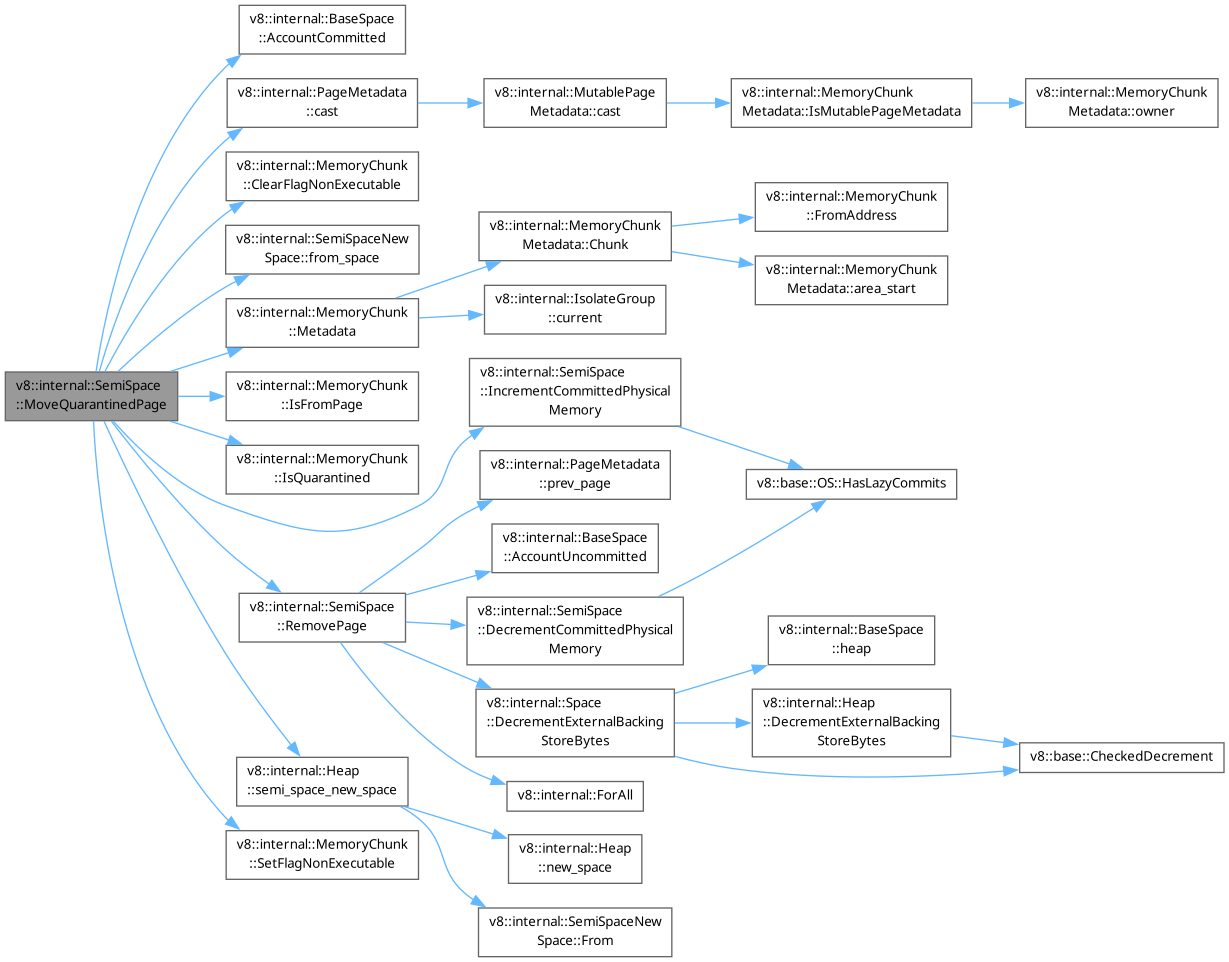 v8::internal::BaseSpace
::AccountCommitted
v8::internal::PageMetadata
::cast
v8::internal::MutablePage
Metadata::cast
v8::internal::MemoryChunk
Metadata::IsMutablePageMetadata
v8::internal::MemoryChunk
Metadata::owner
v8::internal::MemoryChunk
::ClearFlagNonExecutable
v8::internal::MemoryChunk
::FromAddress
v8::internal::SemiSpaceNew
Space::from_space
v8::internal::MemoryChunk
Metadata::Chunk
v8::internal::MemoryChunk
Metadata::area_start
v8::internal::MemoryChunk
::Metadata
v8::internal::IsolateGroup
::current
v8::internal::SemiSpace
::MoveQuarantinedPage
v8::internal::MemoryChunk
::IsFromPage
v8::internal::SemiSpace
::IncrementCommittedPhysical
Memory
v8::internal::MemoryChunk
::IsQuarantined
v8::internal::PageMetadata
::prev_page
v8::base::OS::HasLazyCommits
v8::internal::BaseSpace
::AccountUncommitted
v8::internal::SemiSpace
::RemovePage
v8::internal::SemiSpace
::DecrementCommittedPhysical
Memory
v8::internal::BaseSpace
::heap
v8::internal::Space
::DecrementExternalBacking
StoreBytes
v8::internal::Heap
::DecrementExternalBacking
StoreBytes
v8::base::CheckedDecrement
v8::internal::Heap
::semi_space_new_space
v8::internal::ForAll
v8::internal::MemoryChunk
::SetFlagNonExecutable
v8::internal::Heap
::new_space
v8::internal::SemiSpaceNew
Space::From